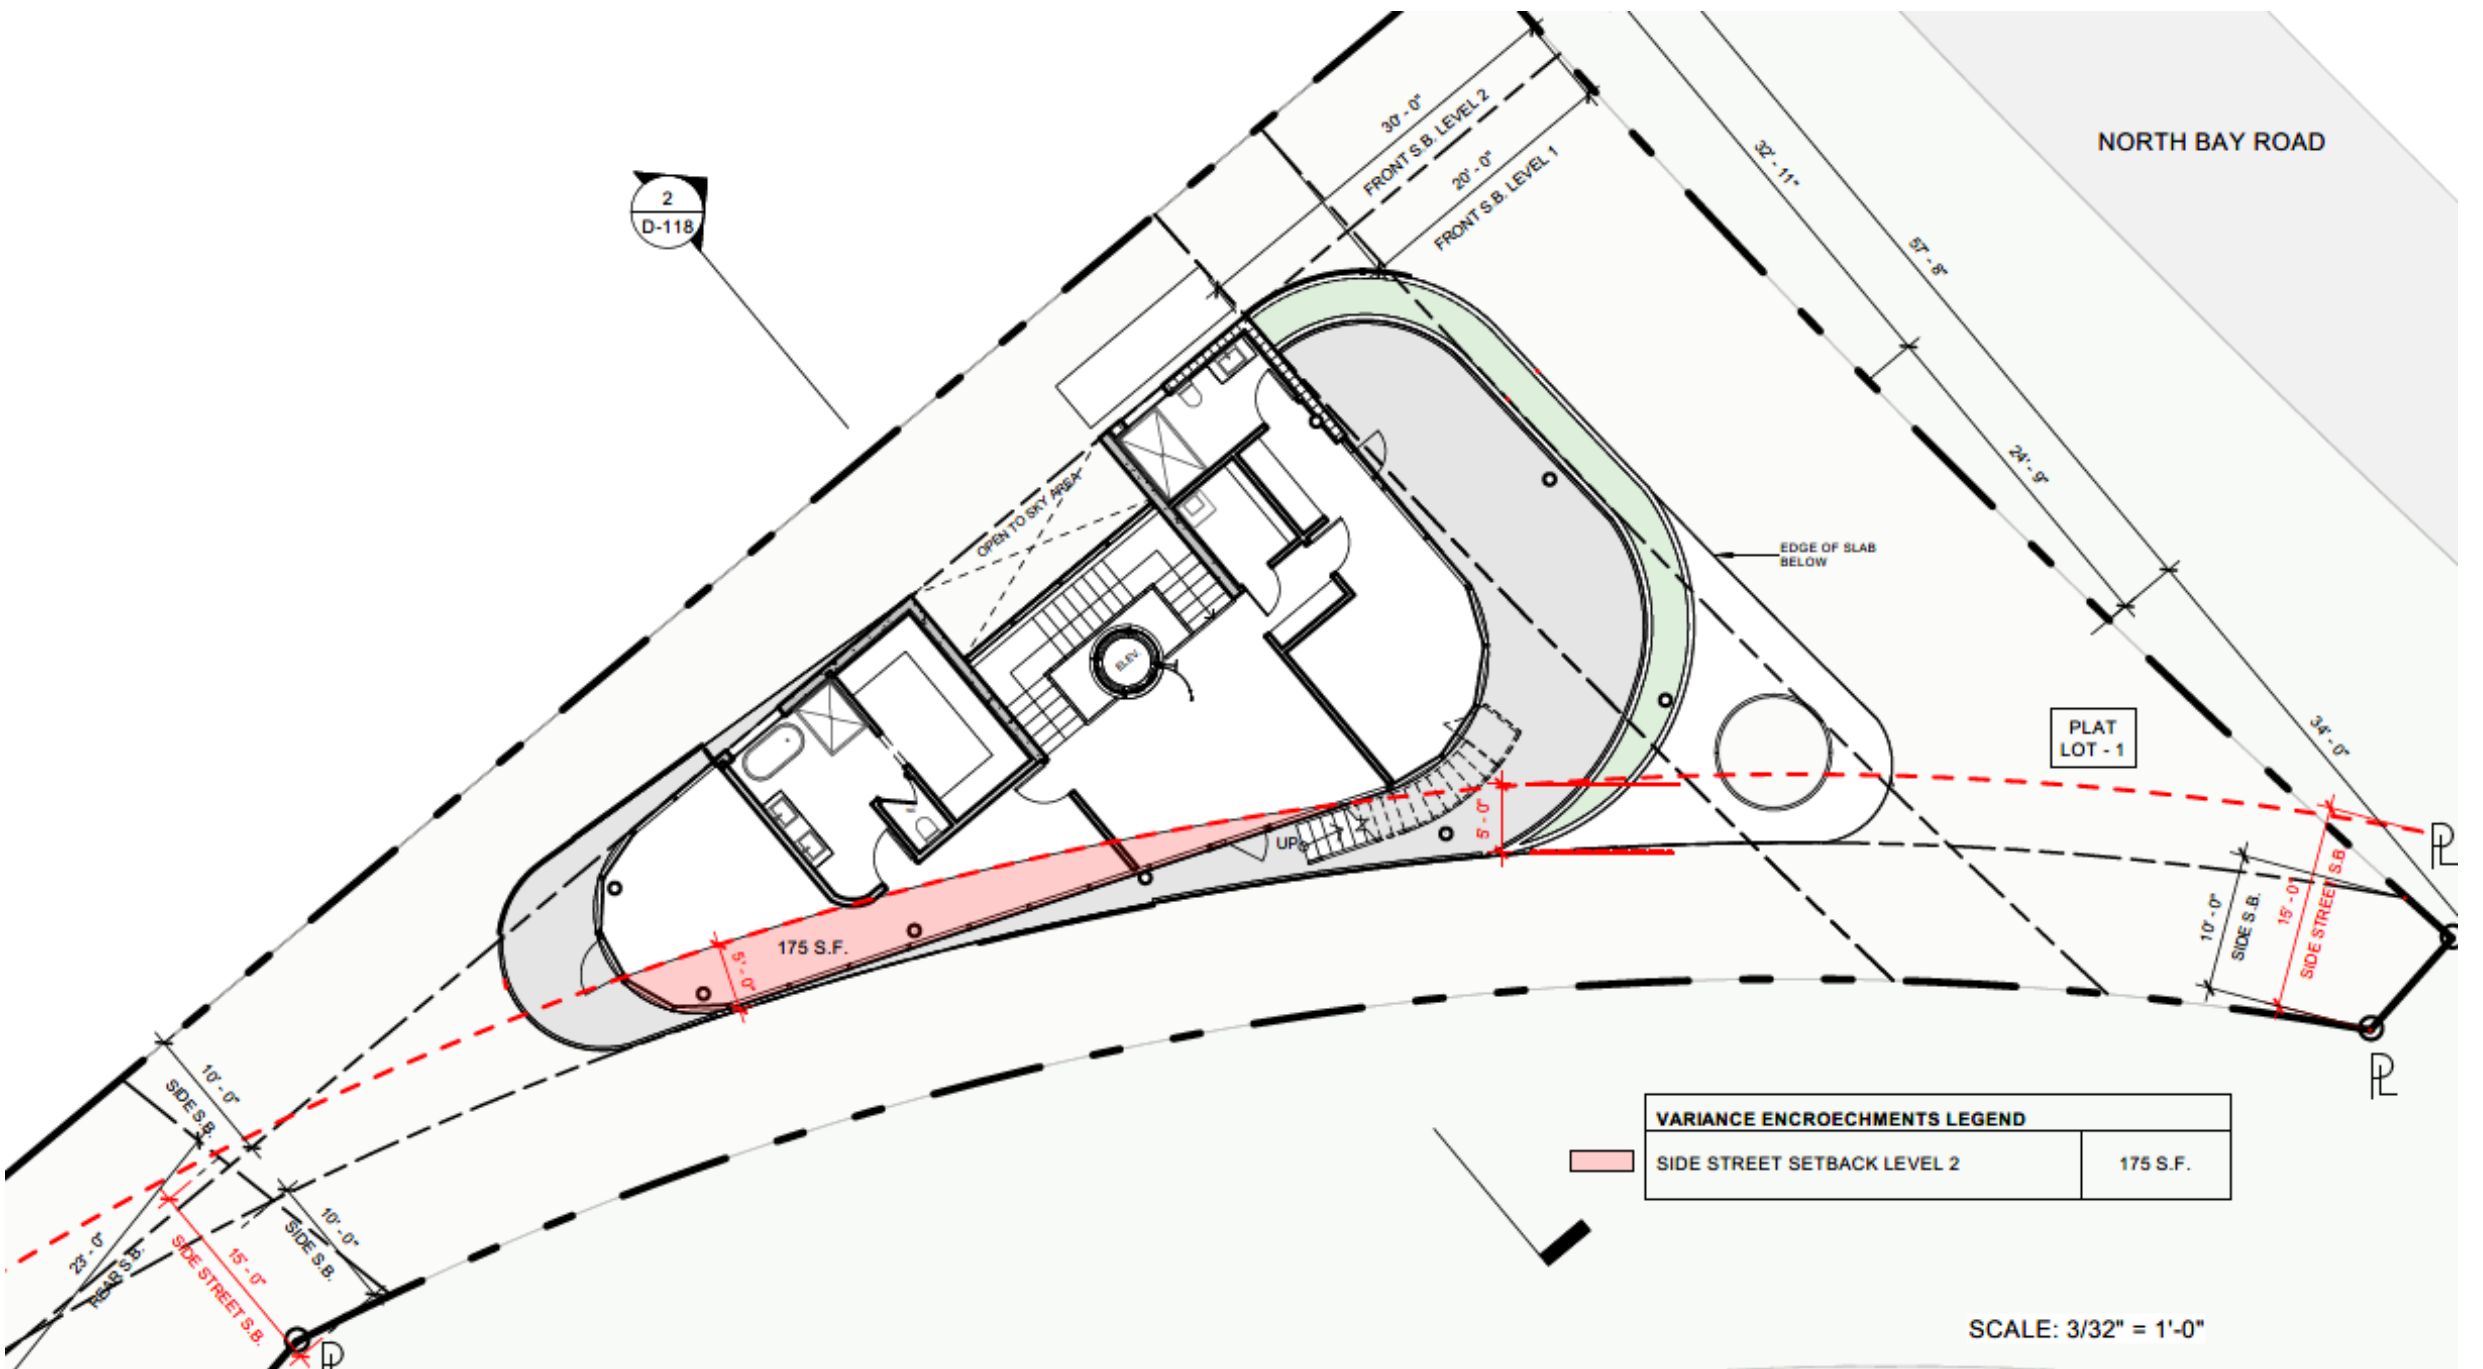 NORTH BAY ROAD
30' - 0"
FRONT S.B. LEVEL 2
20' - 0"
FRONT S.B. LEVEL 1
32' - 11"
57' - 8"
24' - 9"
34' - 0"
2
D-118
OPEN TO SKY AREA
EDGE OF SLAB
BELOW
ELEV.
PLAT
LOT - 1
5' - 0"
UP
175 S.F.
5' - 0"
10' - 0"
SIDE S.B.
15' - 0"
SIDE STREET S.B.
PL
PL
10' - 0"
SIDE S.B.
10' - 0"
SIDE S.B.
23' - 0"
REAR S.B.
15' - 0"
SIDE STREET S.B.
PL
VARIANCE ENCROECHMENTS LEGEND
SIDE STREET SETBACK LEVEL 2
175 S.F.
SCALE: 3/32" = 1'-0"